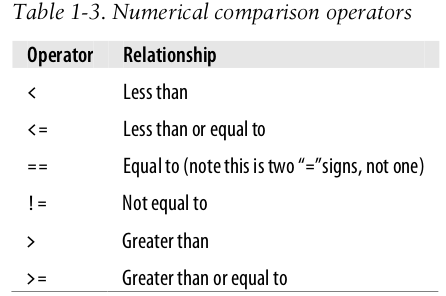 Table 1-3. Numerical comparison operators
Operator Relationship
< Less than
<= Less than or equal to
== Equal to (note this is two “=”signs, not one)
!= Not equal to
> Greater than
>= Greater than or equal to